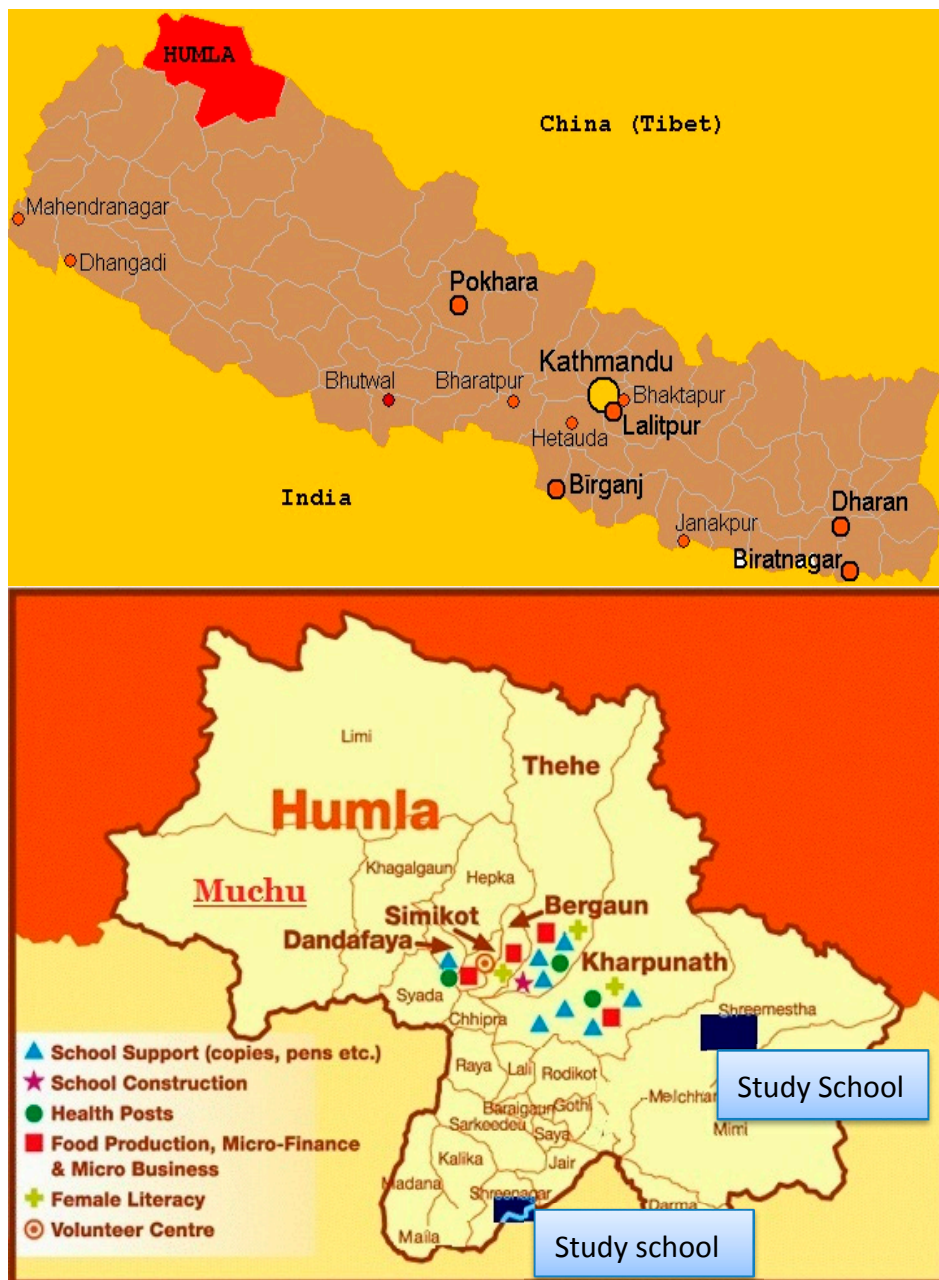 HUMLA
China (Tibet)
Mahendranagar
Dhangadi
Pokhara
Kathmandu
Bhutwal
Bharatpur
Bhaktapur
Lalitpur
Hetauda
India
Birganj
Dharan
Janakpur
Biratnagar
Limi
Thehe
Humla
Khagalgaun
Hepka
Muchu
Simikot
Bergaun
Dandafaya
Kharpunath
Syada
Chhipra
Shreemestha
School Support (copies, pens etc.)
Raya
Lali
Rodikot
School Construction
Study School
Health Posts
Baraigaun
Gothi
Sarkeedeu
Saya
Mimi
Food Production, Micro-Finance
& Micro Business
Kalika
Jair
Female Literacy
Madana
Shreenagar
Darma
Volunteer Centre
Maila
Study school